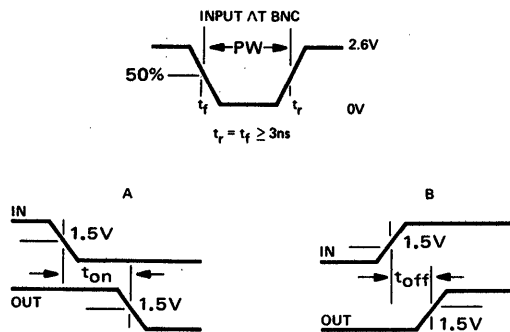 INPUT AT BNC
PW
2.6V
50%
tf
tr
0V
tr = tf ≥ 3ns
A
B
IN
1.5V
ton
OUT
1.5V
1.5V
IN
toff
1.5V
OUT